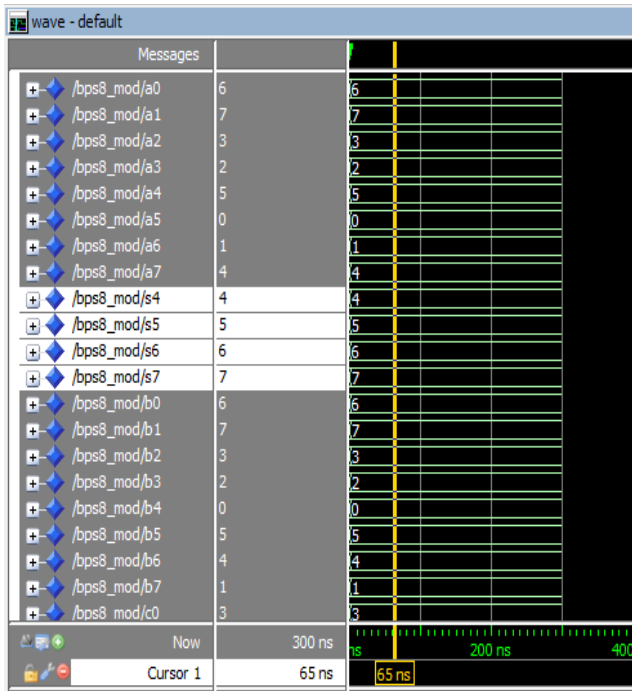 wave - default
Messages
/bps8_mod/a0 6 6
/bps8_mod/a1 7 7
/bps8_mod/a2 3 3
/bps8_mod/a3 2 2
/bps8_mod/a4 5 5
/bps8_mod/a5 0 0
/bps8_mod/a6 1 1
/bps8_mod/a7 4 4
/bps8_mod/s4 4 4
/bps8_mod/s5 5 5
/bps8_mod/s6 6 6
/bps8_mod/s7 7 7
/bps8_mod/b0 6 6
/bps8_mod/b1 7 7
/bps8_mod/b2 3 3
/bps8_mod/b3 2 2
/bps8_mod/b4 0 0
/bps8_mod/b5 5 5
/bps8_mod/b6 4 4
/bps8_mod/b7 1 1
/bps8_mod/c0 3 3
Now 300 ns ns 200 ns 400
Cursor 1 65 ns 65 ns